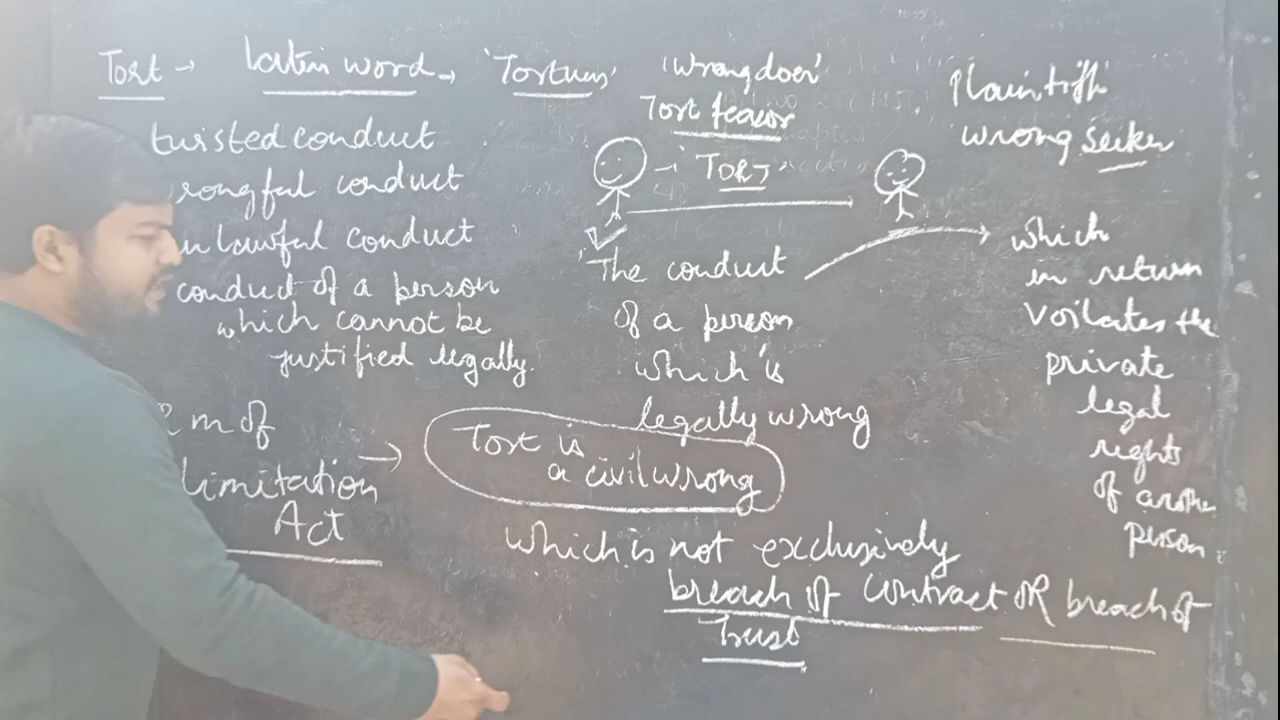 Tort → Latin word → 'Tortum'
twisted conduct
rongful conduct
n lawful conduct
conduct of a person
which cannot be
justified legally.
m of
limitation
Act
'Wrongdoer'
Tort feasor
TORT
Plaintiff
wrong seeker
'The conduct
of a person
which is
legally wrong
which
in return
voilates the
private
legal
rights
of another
person.
→ Tort is
a civil wrong
which is not exclusively
breach of contract OR breach of
Trust